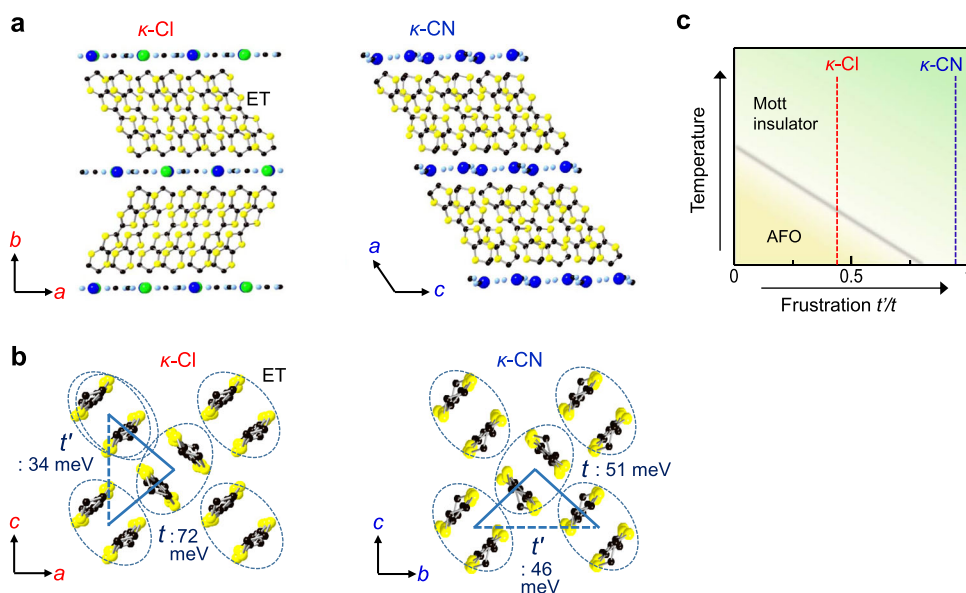 a
κ-Cl
ET
b
a
κ-CN
a
c
c
Temperature
κ-Cl
κ-CN
Mott
insulator
AFO
0
0.5
1
Frustration t'/t
b
κ-Cl
ET
t'
: 34 meV
t : 72
meV
c
a
κ-CN
t : 51 meV
t'
: 46
meV
c
b